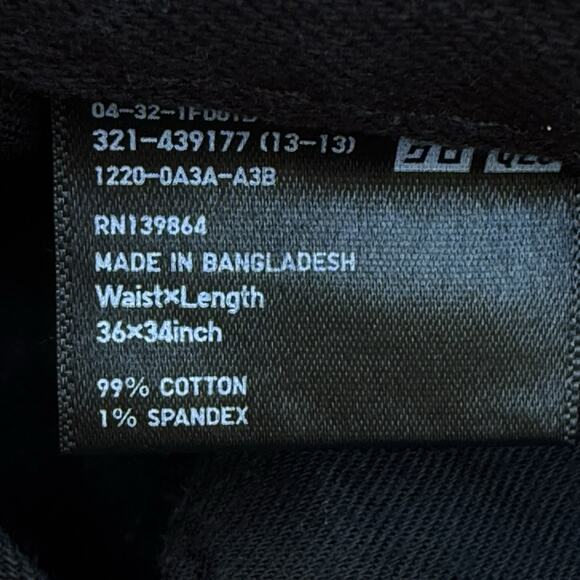 321-439177 (13-13)
1220-0A3A-A3B
RN139864
MADE IN BANGLADESH
Waist×Length
36×34inch
99% COTTON
1% SPANDEX